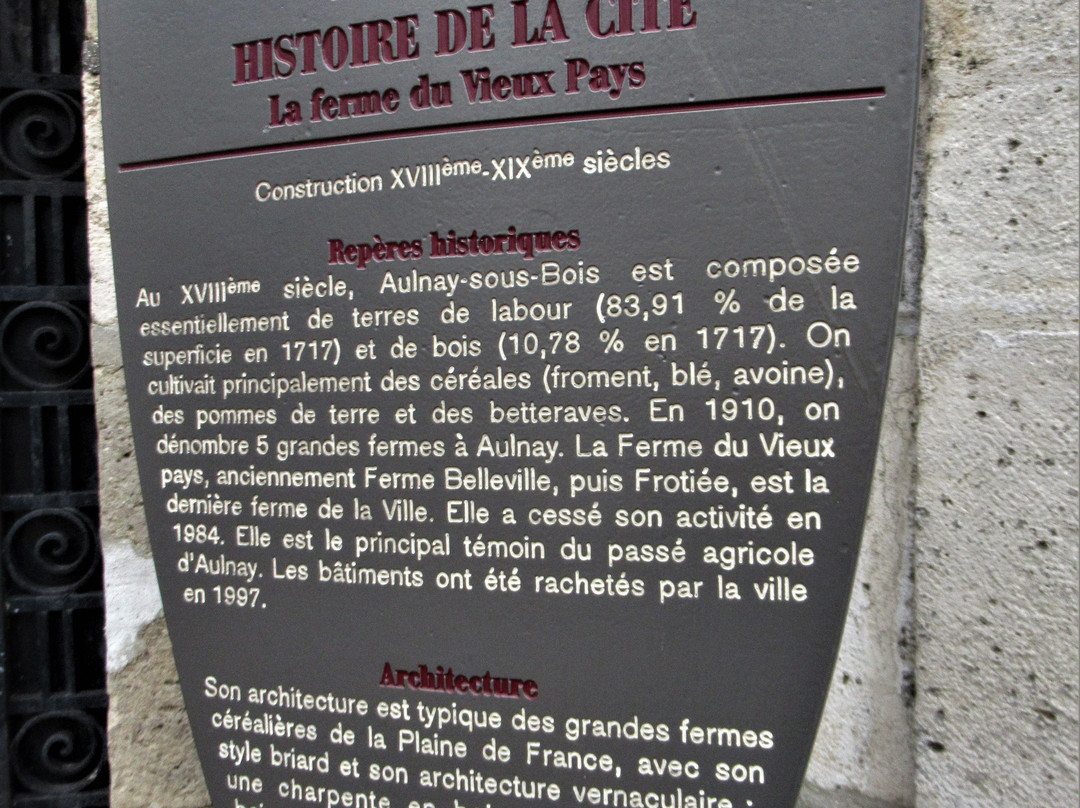 HISTOIRE DE LA CITÉ
La ferme du Vieux Pays
Construction XVIIIème-XIXème siècles
Repères historiques
Au XVIIIème siècle, Aulnay-sous-Bois est composée
essentiellement de terres de labour (83,91 % de la
superficie en 1717) et de bois (10,78 % en 1717). On
cultivait principalement des céréales (froment, blé, avoine),
des pommes de terre et des betteraves. En 1910, on
dénombre 5 grandes fermes à Aulnay. La Ferme du Vieux
pays, anciennement Ferme Belleville, puis Frotiée, est la
dernière ferme de la Ville. Elle a cessé son activité en
1984. Elle est le principal témoin du passé agricole
d'Aulnay. Les bâtiments ont été rachetés par la ville
en 1997.
Architecture
Son architecture est typique des grandes fermes
céréalières de la Plaine de France, avec son
style briard et son architecture vernaculaire :
une charpente en